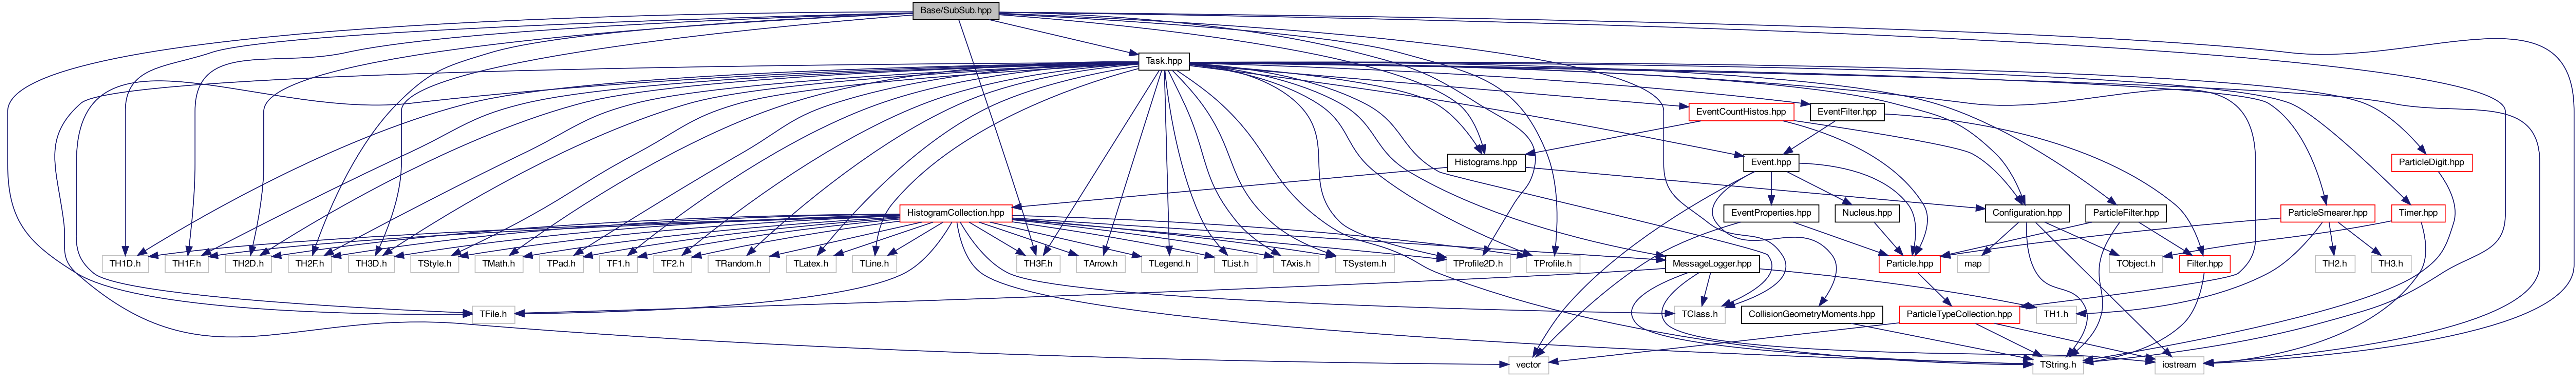 Base/SubSub.hpp
Task.hpp
EventCountHistos.hpp
EventFilter.hpp
Histograms.hpp
Event.hpp
ParticleDigit.hpp
HistogramCollection.hpp
EventProperties.hpp
Nucleus.hpp
Configuration.hpp
ParticleFilter.hpp
ParticleSmearer.hpp
Timer.hpp
TH1D.h
TH1F.h
TH2D.h
TH2F.h
TH3D.h
TStyle.h
TMath.h
TPad.h
TF1.h
TF2.h
TRandom.h
TLatex.h
TLine.h
TH3F.h
TArrow.h
TLegend.h
TList.h
TAxis.h
TSystem.h
TProfile2D.h
TProfile.h
MessageLogger.hpp
Particle.hpp
map
TObject.h
Filter.hpp
TH2.h
TH3.h
TFile.h
TClass.h
CollisionGeometryMoments.hpp
ParticleTypeCollection.hpp
TH1.h
vector
TString.h
iostream